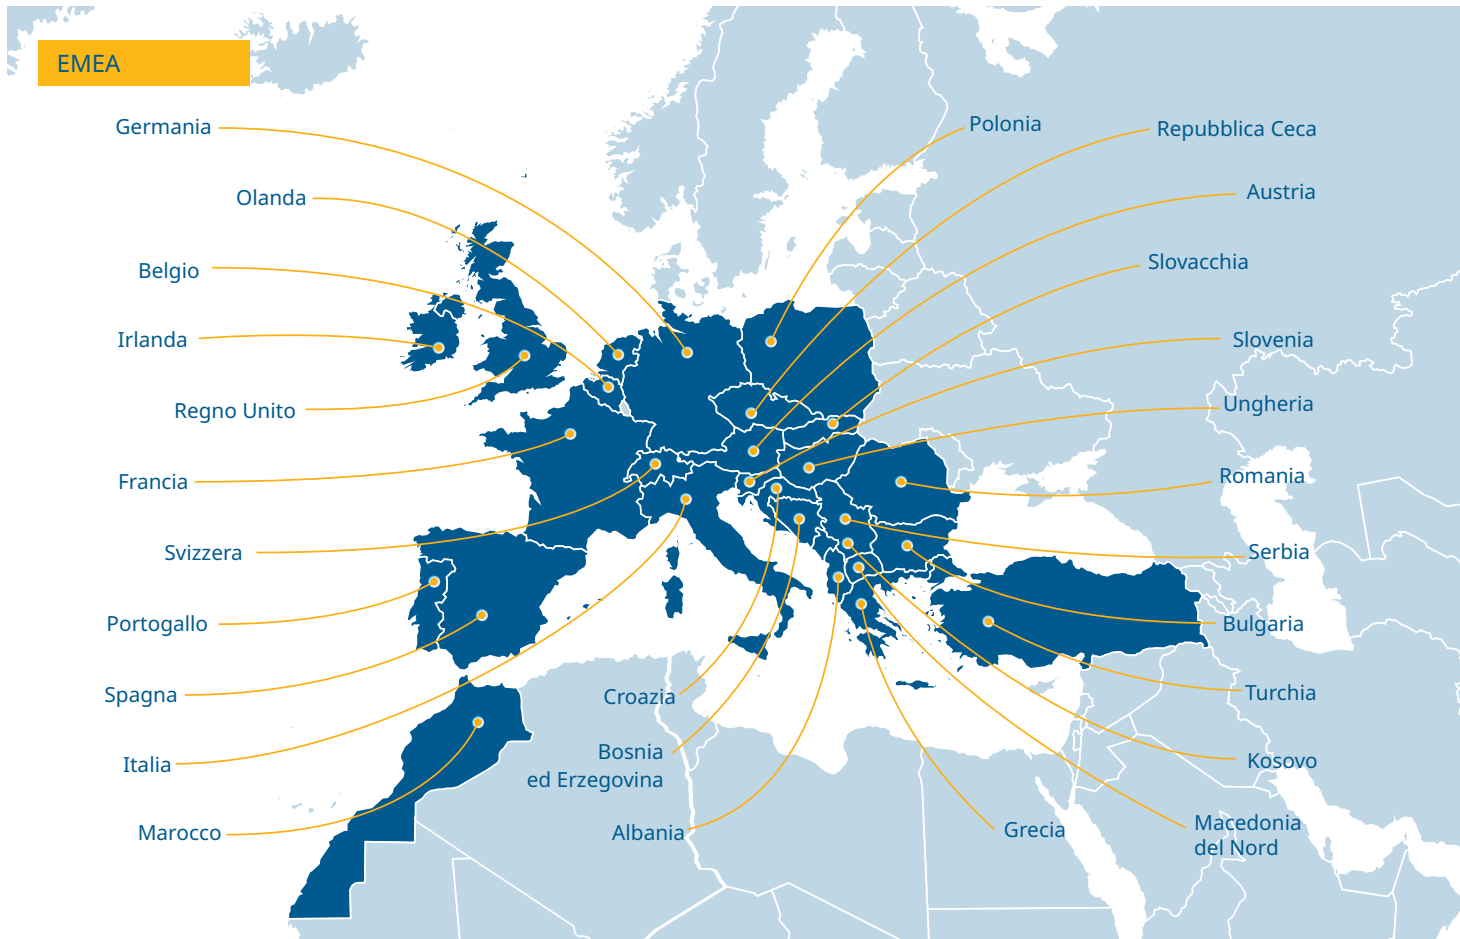 EMEA
Germania
Olanda
Belgio
Irlanda
Regno Unito
Francia
Svizzera
Portogallo
Spagna
Italia
Marocco
Polonia
Repubblica Ceca
Austria
Slovacchia
Slovenia
Ungheria
Romania
Serbia
Bulgaria
Turchia
Kosovo
Macedonia
del Nord
Grecia
Croazia
Bosnia
ed Erzegovina
Albania